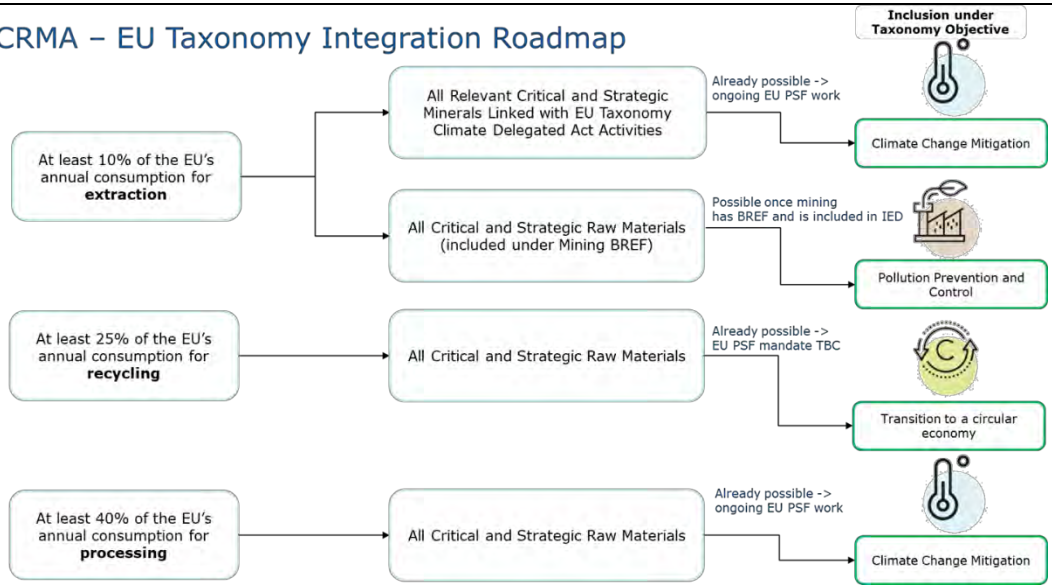 CRMA – EU Taxonomy Integration Roadmap
Inclusion under
Taxonomy Objective
At least 10% of the EU's
annual consumption for
extraction
All Relevant Critical and Strategic
Minerals Linked with EU Taxonomy
Climate Delegated Act Activities
Already possible ->
ongoing EU PSF work
Climate Change Mitigation
All Critical and Strategic Raw Materials
(included under Mining BREF)
Possible once mining
has BREF and is included in IED
Pollution Prevention and
Control
At least 25% of the EU's
annual consumption for
recycling
All Critical and Strategic Raw Materials
Already possible ->
EU PSF mandate TBC
C
Transition to a circular
economy
At least 40% of the EU's
annual consumption for
processing
All Critical and Strategic Raw Materials
Already possible ->
ongoing EU PSF work
Climate Change Mitigation